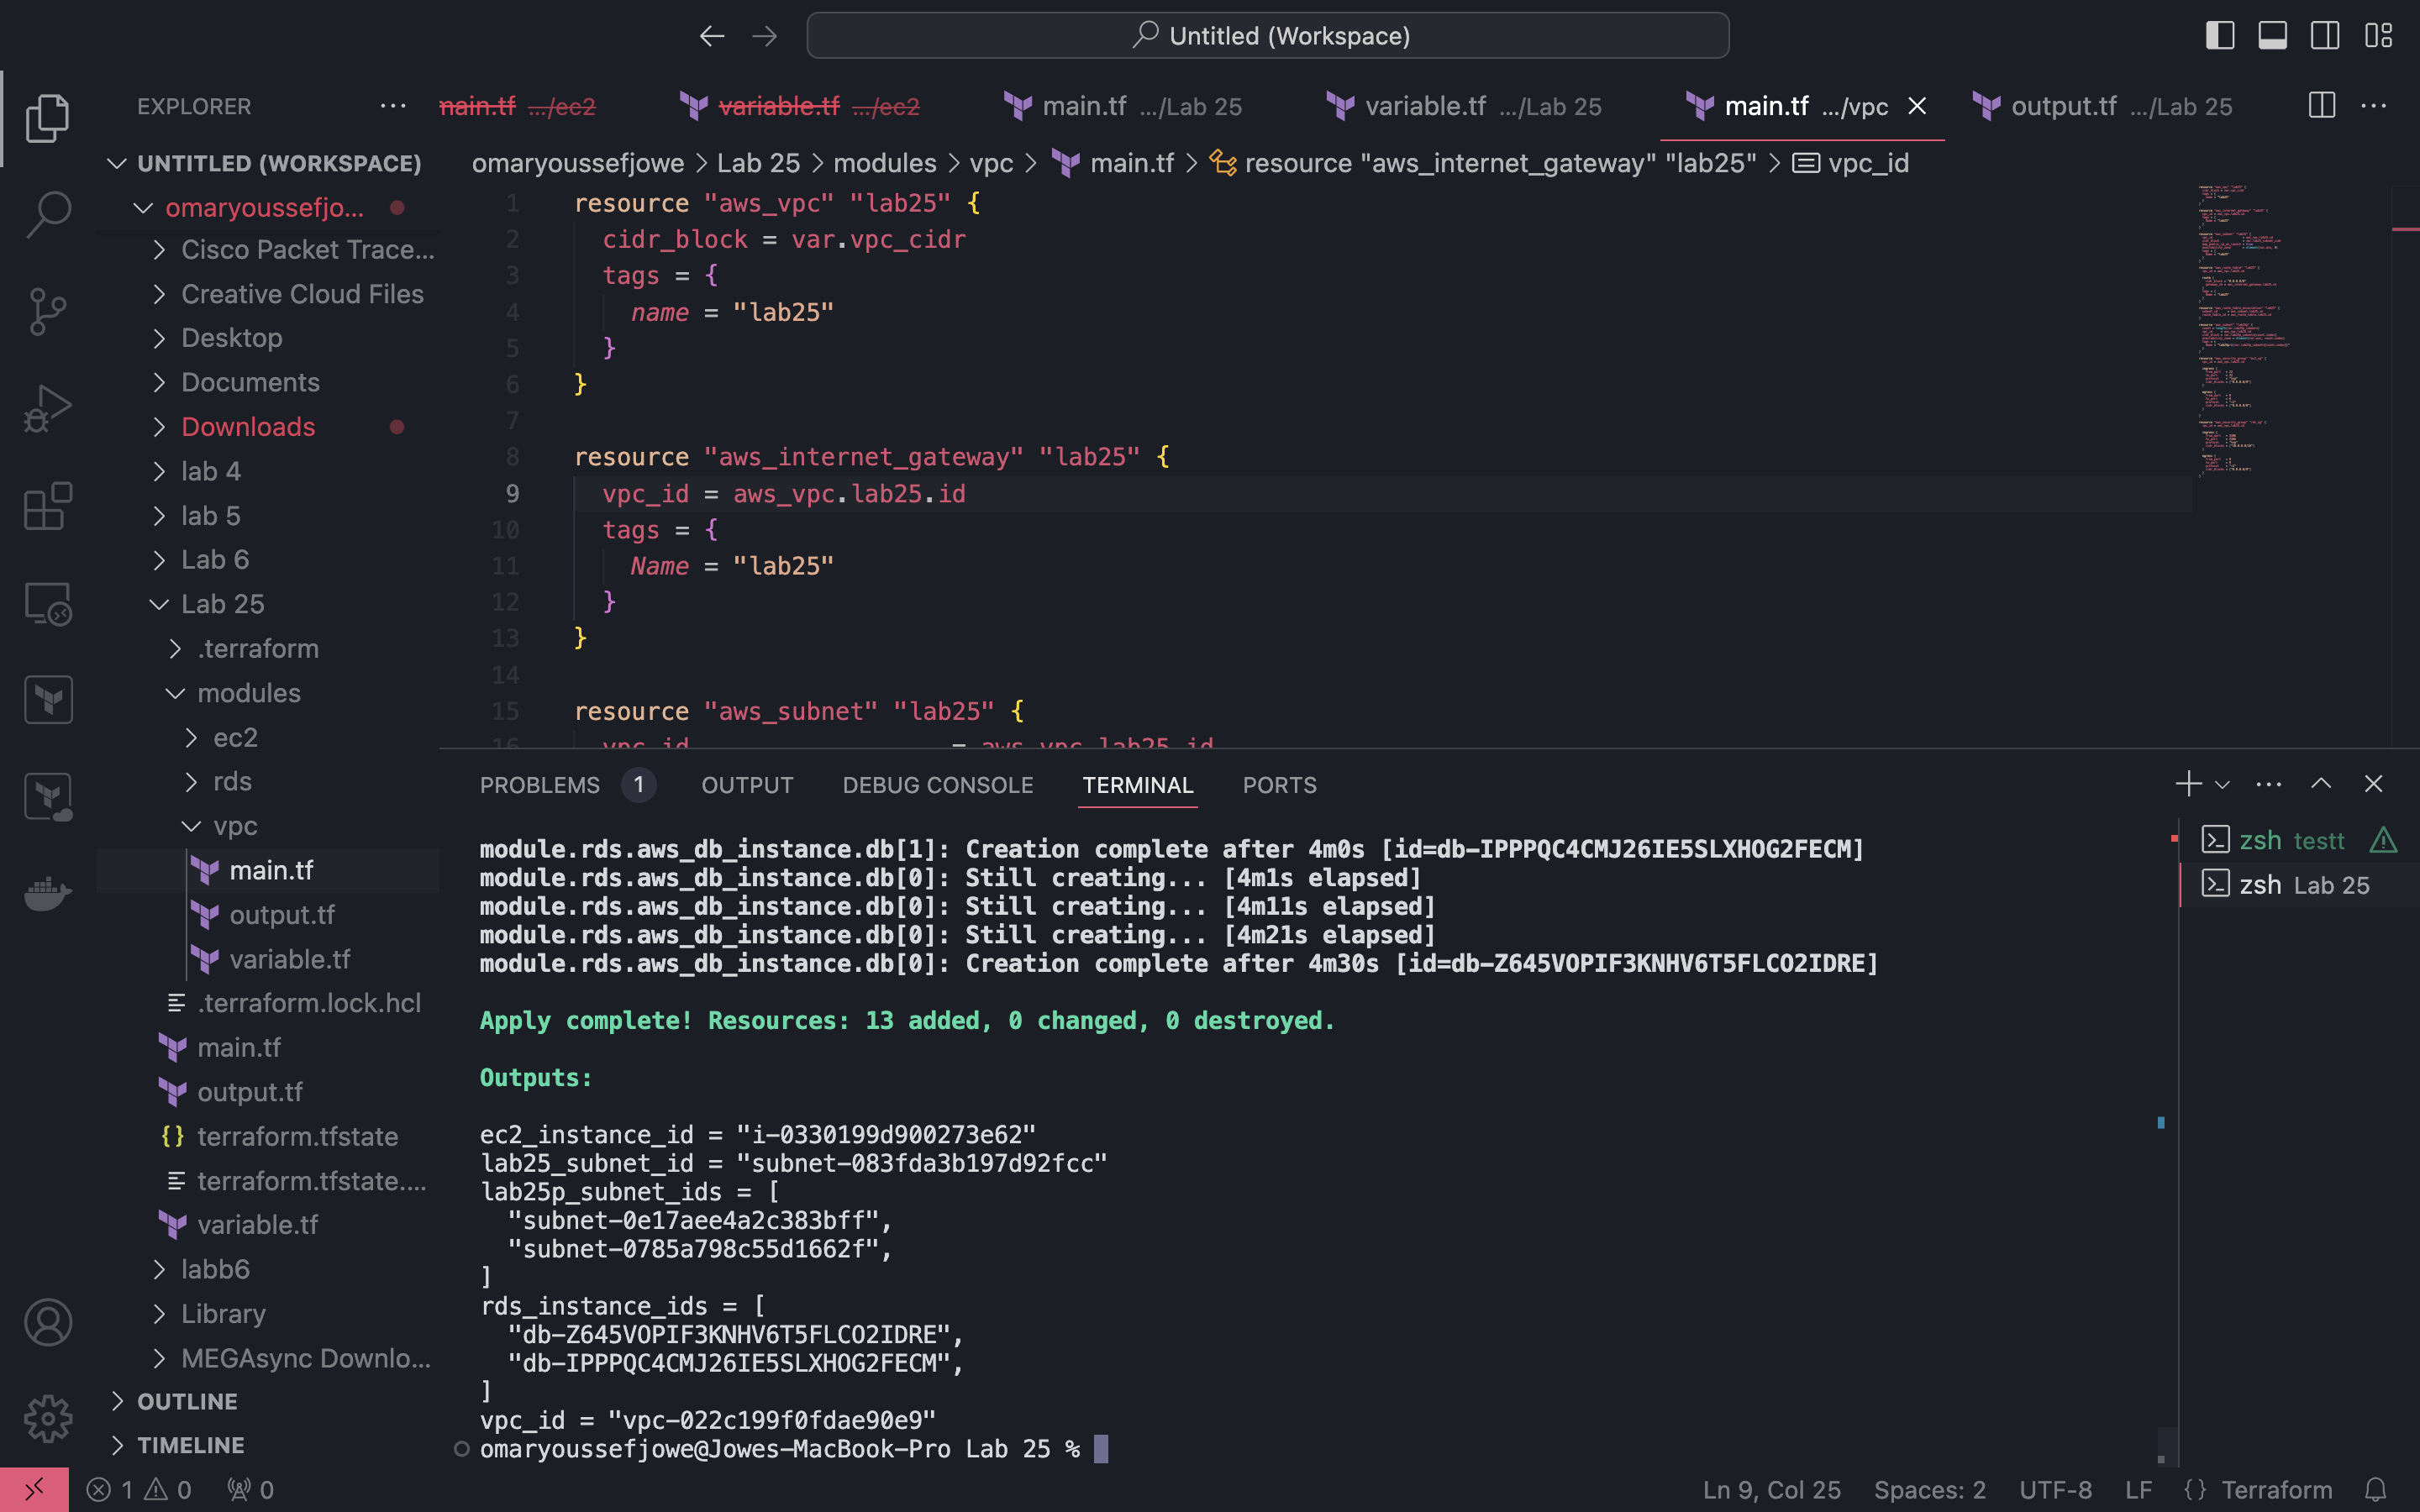 Untitled (Workspace)
EXPLORER
main.tf .../ec2
variable.tf .../ec2
main.tf .../Lab 25
variable.tf .../Lab 25
main.tf .../vpc
output.tf .../Lab 25
UNTITLED (WORKSPACE)
omaryoussefjo...
Cisco Packet Trace...
Creative Cloud Files
Desktop
Documents
Downloads
lab 4
lab 5
Lab 6
Lab 25
.terraform
modules
ec2
rds
vpc
main.tf
output.tf
variable.tf
.terraform.lock.hcl
main.tf
output.tf
terraform.tfstate
terraform.tfstate....
variable.tf
labb6
Library
MEGAsync Downlo...
OUTLINE
TIMELINE
omaryoussefjowe > Lab 25 > modules > vpc > main.tf > resource "aws_internet_gateway" "lab25" > vpc_id
1 resource "aws_vpc" "lab25" {
2 cidr_block = var.vpc_cidr
3 tags = {
4 name = "lab25"
5 }
6 }
7
8 resource "aws_internet_gateway" "lab25" {
9 vpc_id = aws_vpc.lab25.id
10 tags = {
11 Name = "lab25"
12 }
13 }
14
15 resource "aws_subnet" "lab25" {
16 vpc_id = aws_vpc.lab25.id
PROBLEMS 1 OUTPUT DEBUG CONSOLE TERMINAL PORTS
module.rds.aws_db_instance.db[1]: Creation complete after 4m0s [id=db-IPPPQC4CMJ26IE5SLXHOG2FECM]
module.rds.aws_db_instance.db[0]: Still creating... [4m1s elapsed]
module.rds.aws_db_instance.db[0]: Still creating... [4m11s elapsed]
module.rds.aws_db_instance.db[0]: Still creating... [4m21s elapsed]
module.rds.aws_db_instance.db[0]: Creation complete after 4m30s [id=db-Z645VOPIF3KNHV6T5FLCO2IDRE]
Apply complete! Resources: 13 added, 0 changed, 0 destroyed.
Outputs:
ec2_instance_id = "i-0330199d900273e62"
lab25_subnet_id = "subnet-083fda3b197d92fcc"
lab25p_subnet_ids = [
"subnet-0e17aee4a2c383bff",
"subnet-0785a798c55d1662f",
]
rds_instance_ids = [
"db-Z645VOPIF3KNHV6T5FLCO2IDRE",
"db-IPPPQC4CMJ26IE5SLXHOG2FECM",
]
vpc_id = "vpc-022c199f0fdae90e9"
omaryoussefjowe@Jowes-MacBook-Pro Lab 25 %
zsh testt
zsh Lab 25
1 0 0
Ln 9, Col 25 Spaces: 2 UTF-8 LF {} Terraform